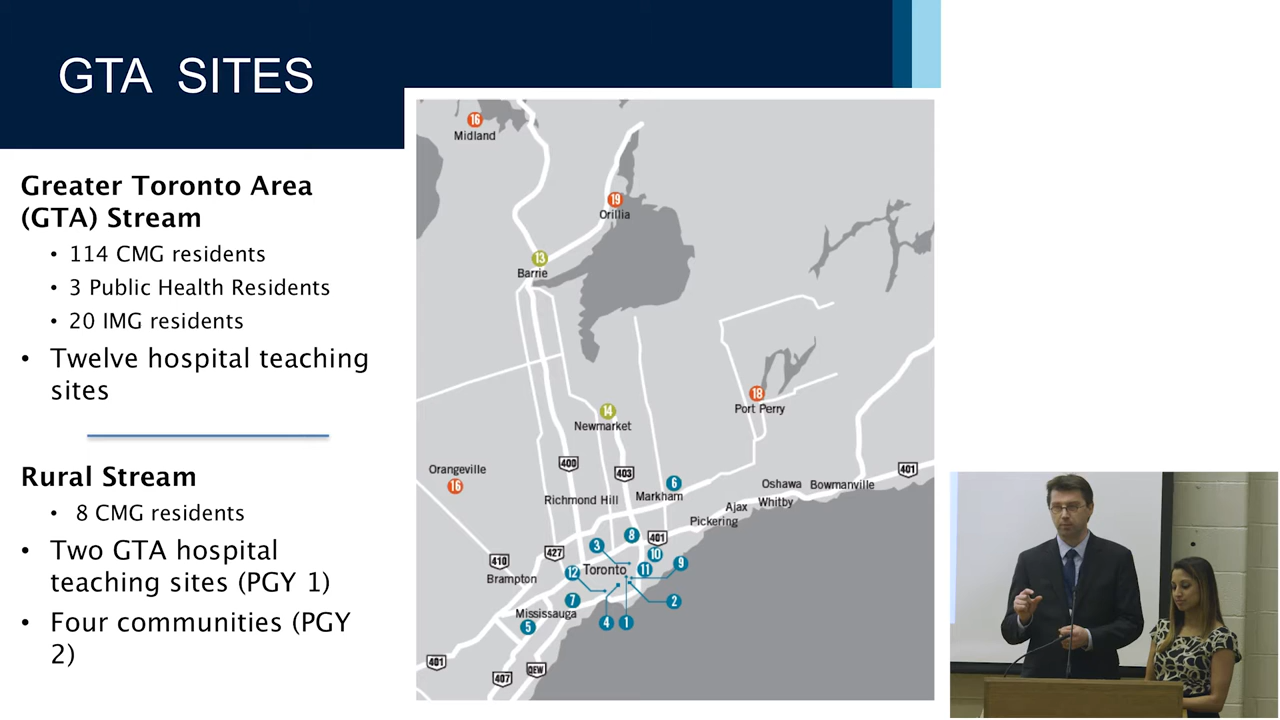 GTA SITES
Greater Toronto Area
(GTA) Stream
• 114 CMG residents
• 3 Public Health Residents
• 20 IMG residents
• Twelve hospital teaching
sites
Rural Stream
• 8 CMG residents
• Two GTA hospital
teaching sites (PGY 1)
• Four communities (PGY
2)
16
Midland
19
Orillia
13
Barrie
18
Port Perry
14
Newmarket
Orangeville
16
400
403
401
6
Richmond Hill
Markham
Oshawa
Bowmanville
Ajax
Whitby
Pickering
8
401
3
427
10
410
Toronto
11
9
12
Brampton
7
2
Mississauga
5
4
1
401
QEW
407